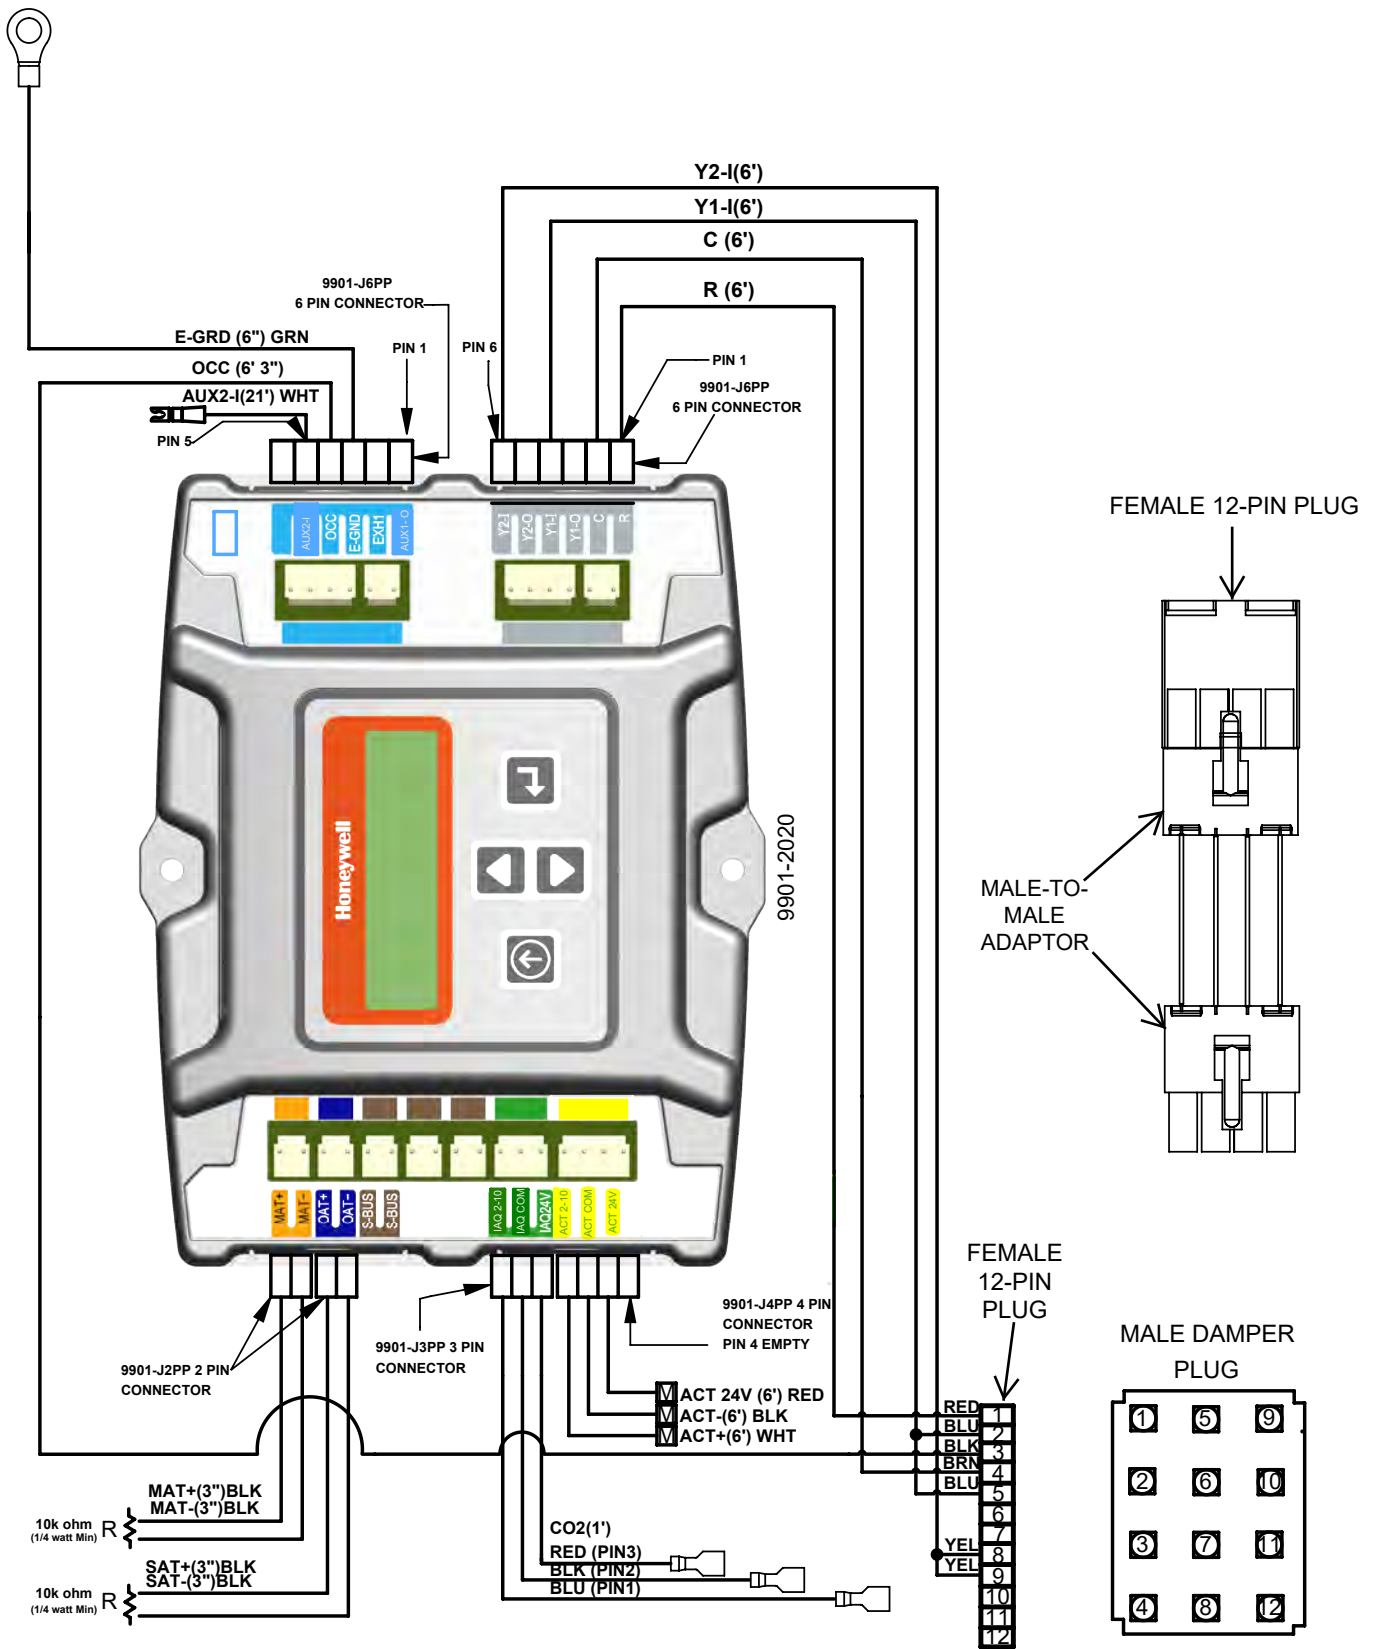 Y2-I(6')
Y1-I(6')
C (6')
R (6')
9901-J6PP
6 PIN CONNECTOR
E-GRD (6") GRN
PIN 1
PIN 6
PIN 1
OCC (6' 3")
9901-J6PP
6 PIN CONNECTOR
AUX2-I(21') WHT
PIN 5
AUX2-I
OCC
E-GND
EXH1
AUX1-O
Y2-I
Y2-O
Y1-I
Y1-O
C
R
FEMALE 12-PIN PLUG
Honeywell
9901-2020
MALE-TO-
MALE
ADAPTOR
MAT+
MAT−
OAT+
OAT−
S-BUS
S-BUS
IAQ 2-10
IAQ COM
IAQ24V
ACT 2-10
ACT COM
ACT 24V
FEMALE
12-PIN
PLUG
9901-J4PP 4 PIN
CONNECTOR
PIN 4 EMPTY
9901-J3PP 3 PIN
CONNECTOR
9901-J2PP 2 PIN
CONNECTOR
MALE DAMPER
PLUG
ACT 24V (6') RED
ACT-(6') BLK
ACT+(6') WHT
RED 1
BLU 2
BLK 3
BRN 4
BLU 5
6
7
YEL 8
YEL 9
10
11
12
1 5 9
2 6 10
3 7 11
4 8 12
MAT+(3")BLK
MAT-(3")BLK
10k ohm R
(1/4 watt Min)
SAT+(3")BLK
SAT-(3")BLK
10k ohm R
(1/4 watt Min)
CO2(1')
RED (PIN3)
BLK (PIN2)
BLU (PIN1)